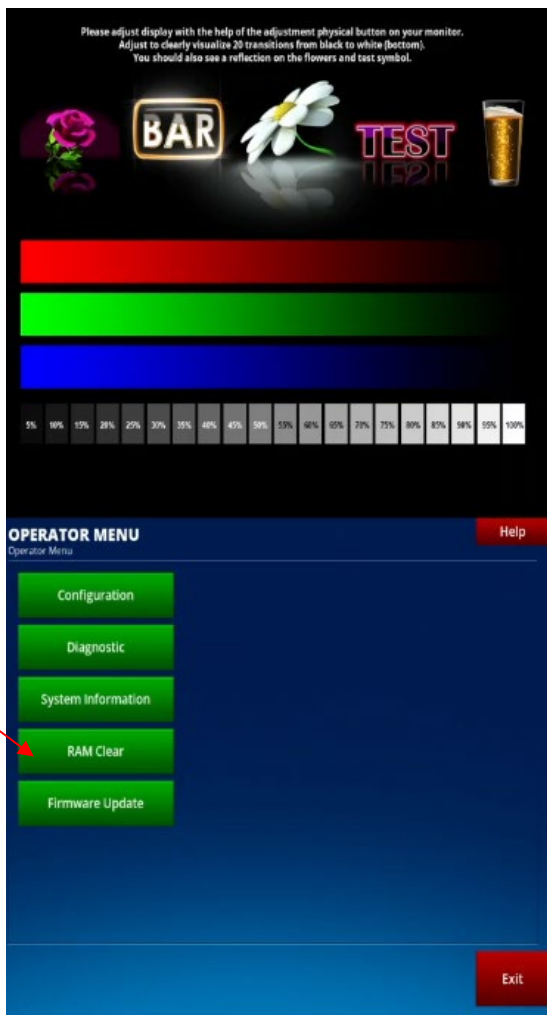 Please adjust display with the help of the adjustment physical button on your monitor.
Adjust to clearly visualize 20 transitions from black to white (bottom).
You should also see a reflection on the flowers and test symbol.
BAR
TEST
5% 10% 15% 20% 25% 30% 35% 40% 45% 50% 55% 60% 65% 70% 75% 80% 85% 90% 95% 100%
OPERATOR MENU
Help
Operator Menu
Configuration
Diagnostic
System Information
RAM Clear
Firmware Update
Exit